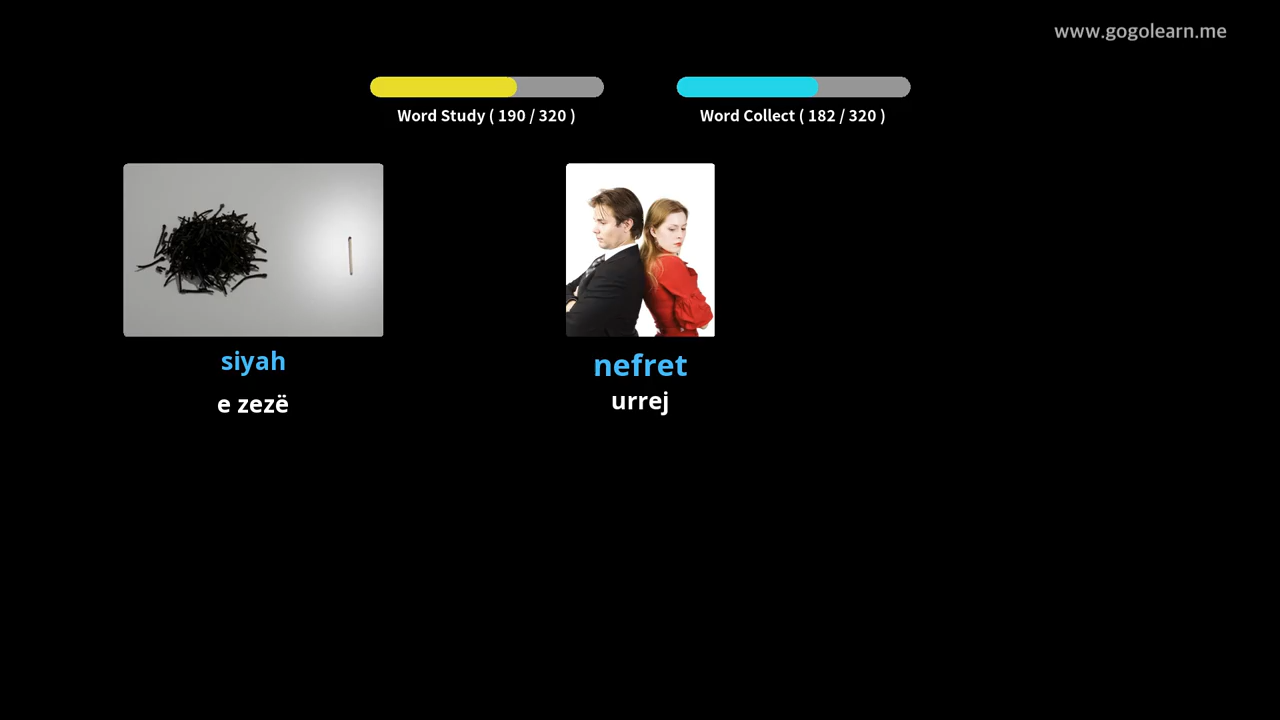 www.gogolearn.me
Word Study ( 190 / 320 )
Word Collect ( 182 / 320 )
siyah
e zezë
nefret
urrej